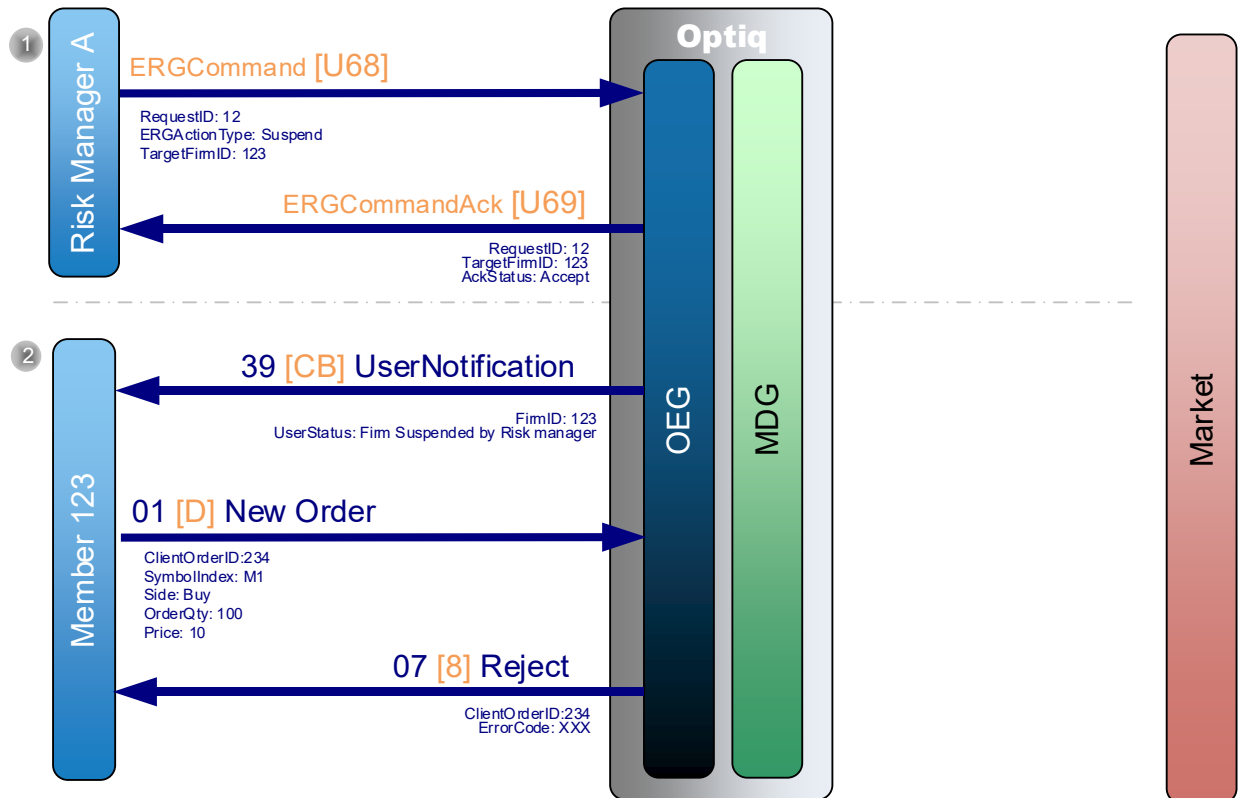 Optiq
1
Risk Manager A
ERGCommand [U68]
RequestID: 12
ERGActionType: Suspend
TargetFirmID: 123
ERGCommandAck [U69]
RequestID: 12
TargetFirmID: 123
AckStatus: Accept
2
Member 123
39 [CB] UserNotification
FirmID: 123
UserStatus: Firm Suspended by Risk manager
01 [D] New Order
ClientOrderID:234
SymbolIndex: M1
Side: Buy
OrderQty: 100
Price: 10
07 [8] Reject
ClientOrderID:234
ErrorCode: XXX
OEG
MDG
Market